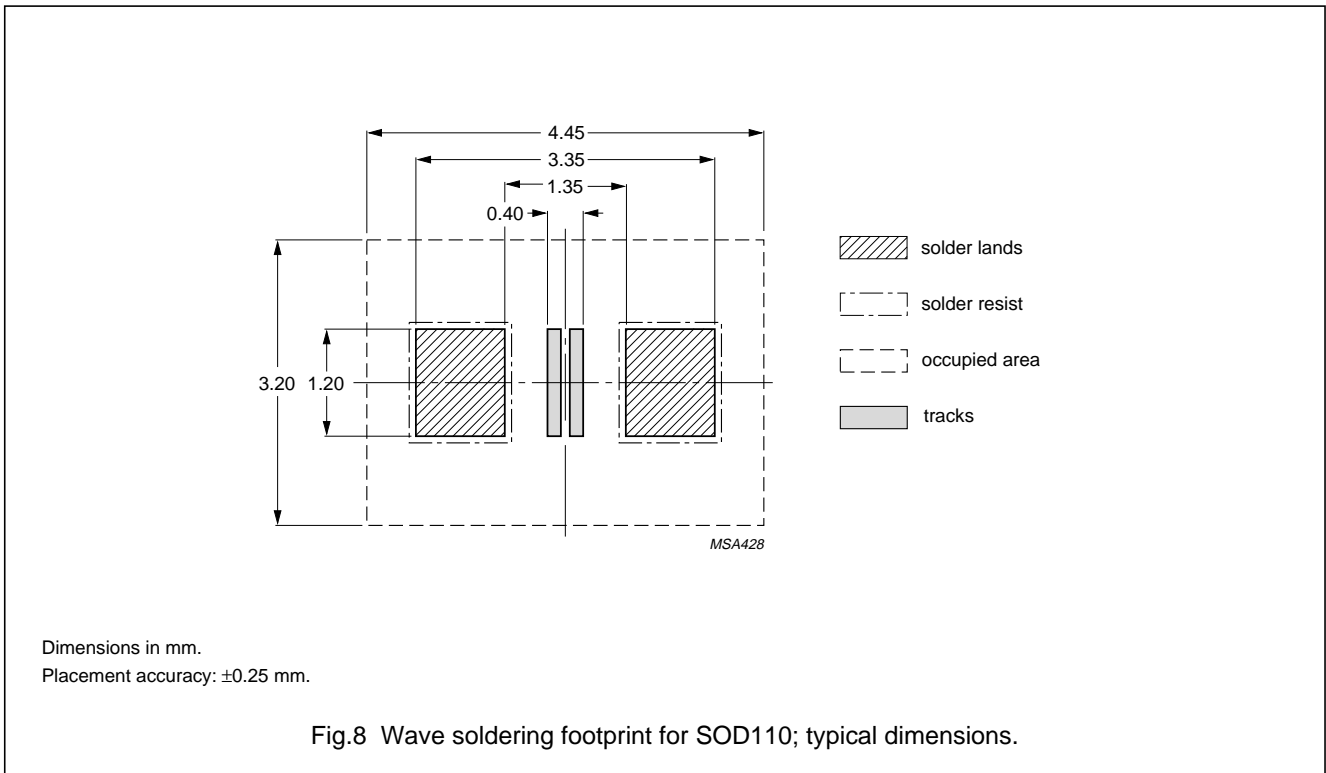 4.45
3.35
1.35
0.40
solder lands
solder resist
3.20 1.20
occupied area
tracks
MSA428
Dimensions in mm.
Placement accuracy: ±0.25 mm.
Fig.8 Wave soldering footprint for SOD110; typical dimensions.